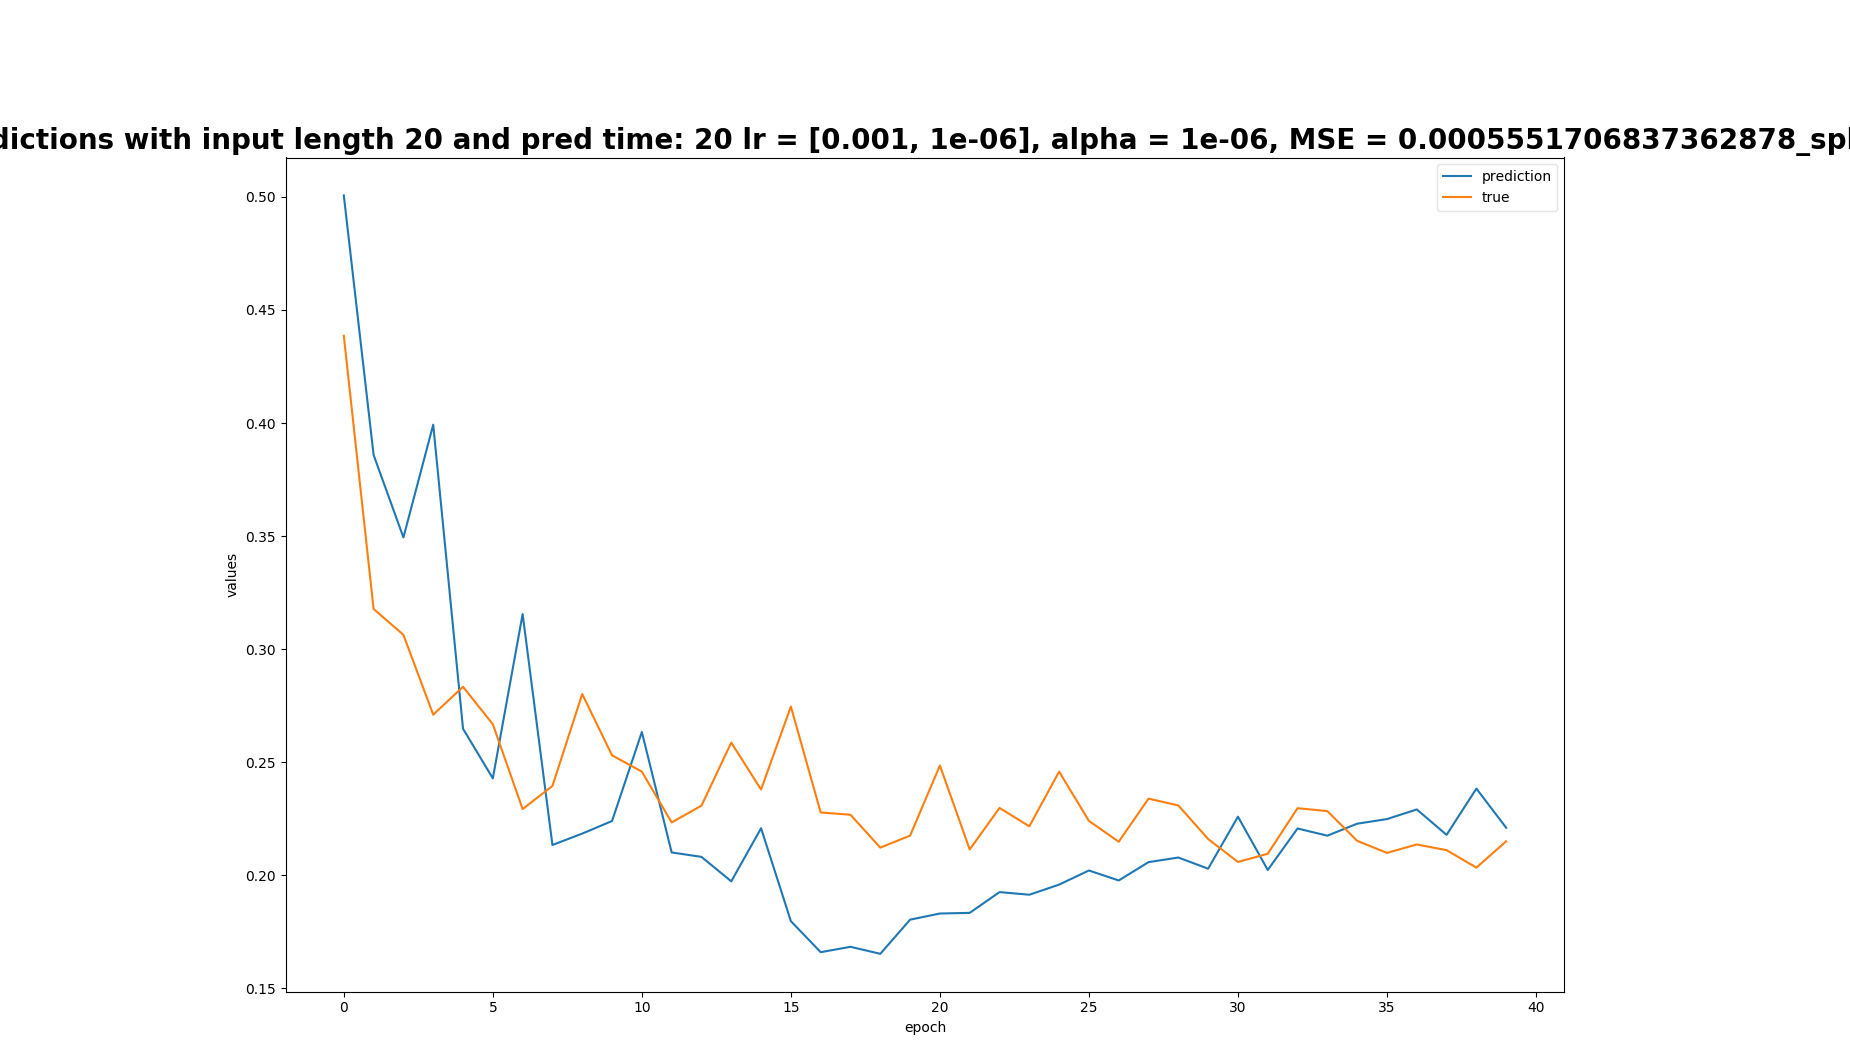 dictions with input length 20 and pred time: 20 lr = [0.001, 1e-06], alpha = 1e-06, MSE = 0.0005551706837362878_spl
prediction
true
0.50
0.45
0.40
0.35
0.30
0.25
0.20
0.15
values
0 5 10 15 20 25 30 35 40
epoch